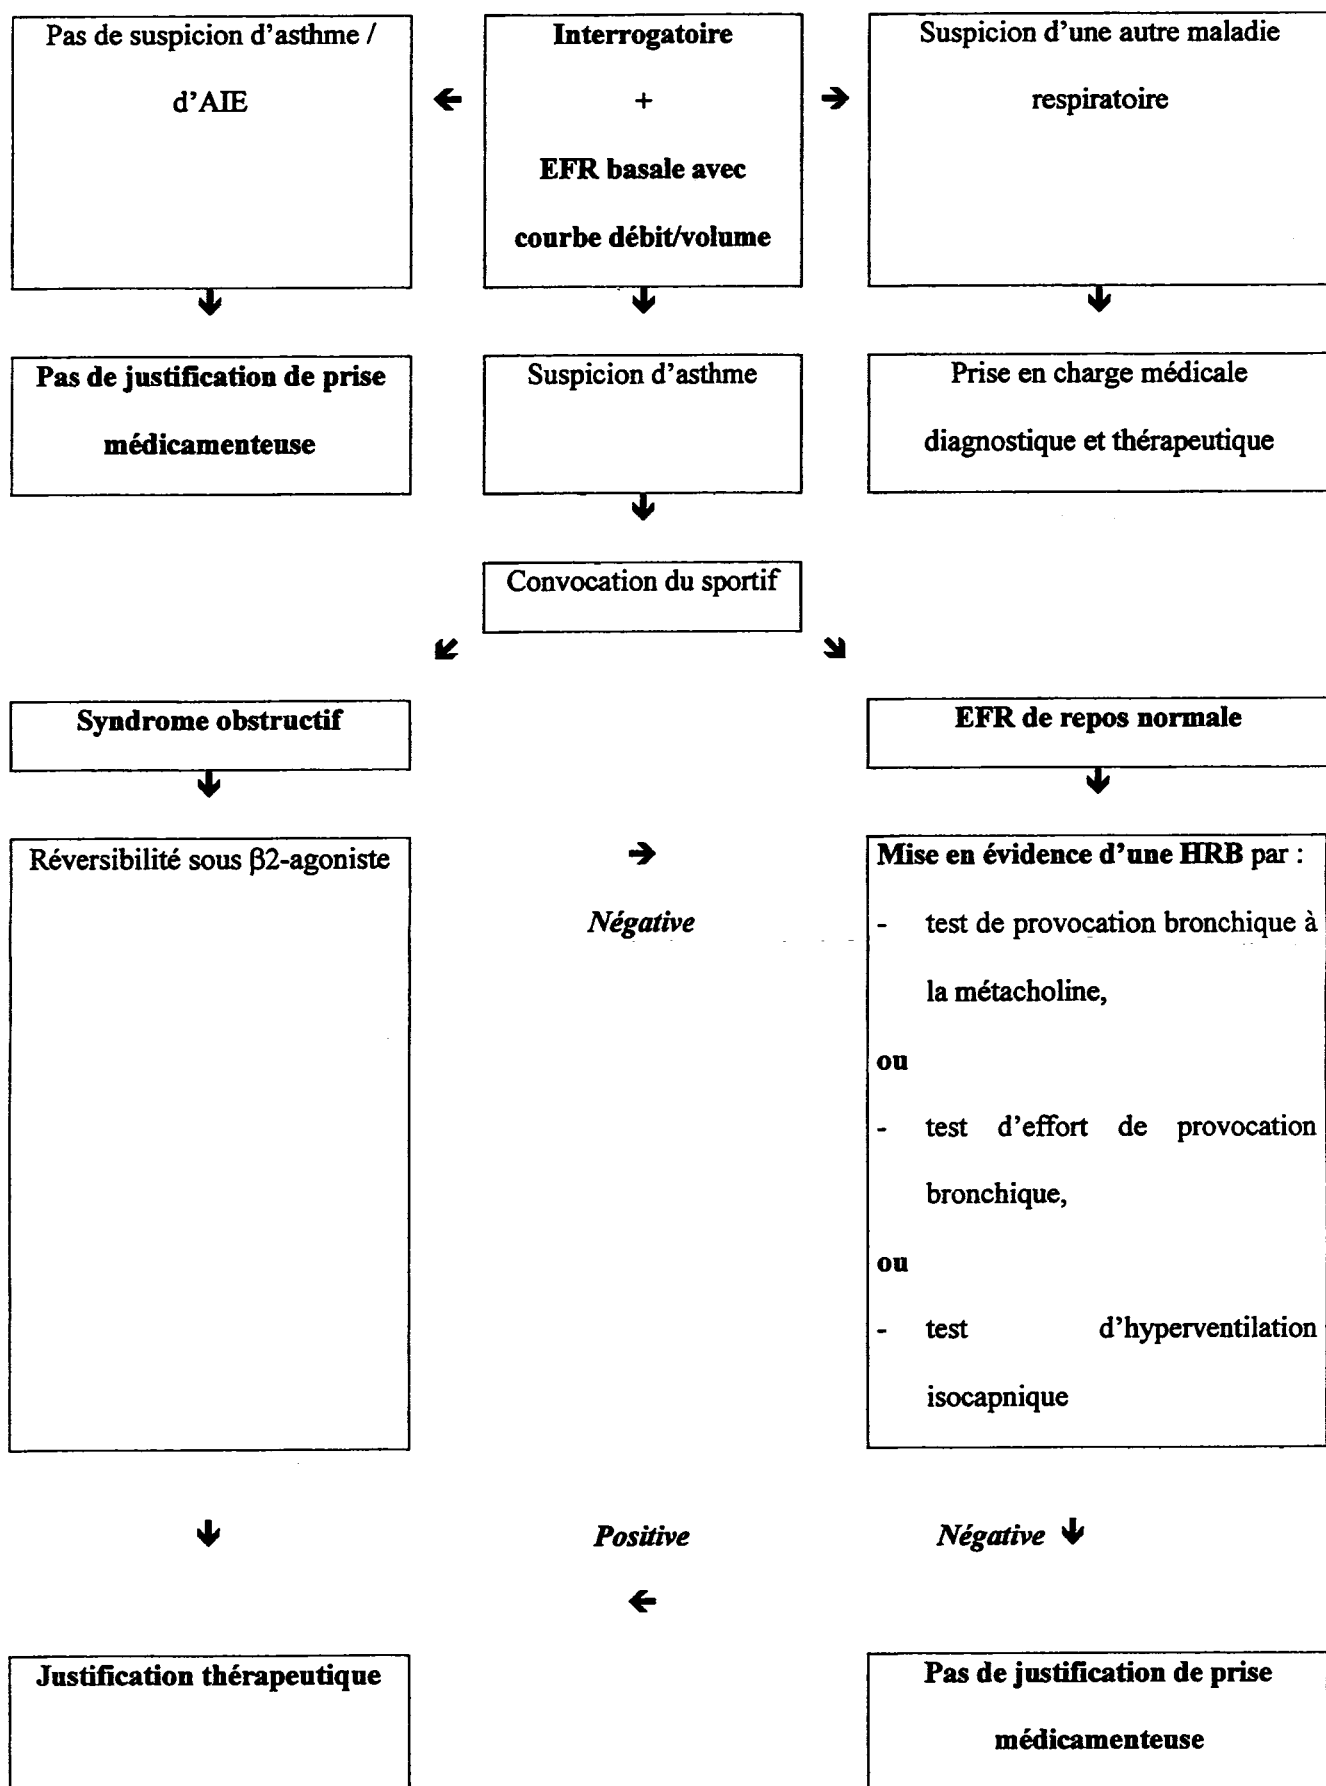 Pas de suspicion d'asthme /
d'AIE
Interrogatoire
+
EFR basale avec
courbe débit/volume
Suspicion d'une autre maladie
respiratoire
Pas de justification de prise
médicamenteuse
Suspicion d'asthme
Prise en charge médicale
diagnostique et thérapeutique
Convocation du sportif
Syndrome obstructif
EFR de repos normale
Réversibilité sous β2-agoniste
Négative
Mise en évidence d'une HRB par :
- test de provocation bronchique à
la métacholine,
ou
- test d'effort de provocation
bronchique,
ou
- test d'hyperventilation
isocapnique
Positive
Négative
Justification thérapeutique
Pas de justification de prise
médicamenteuse